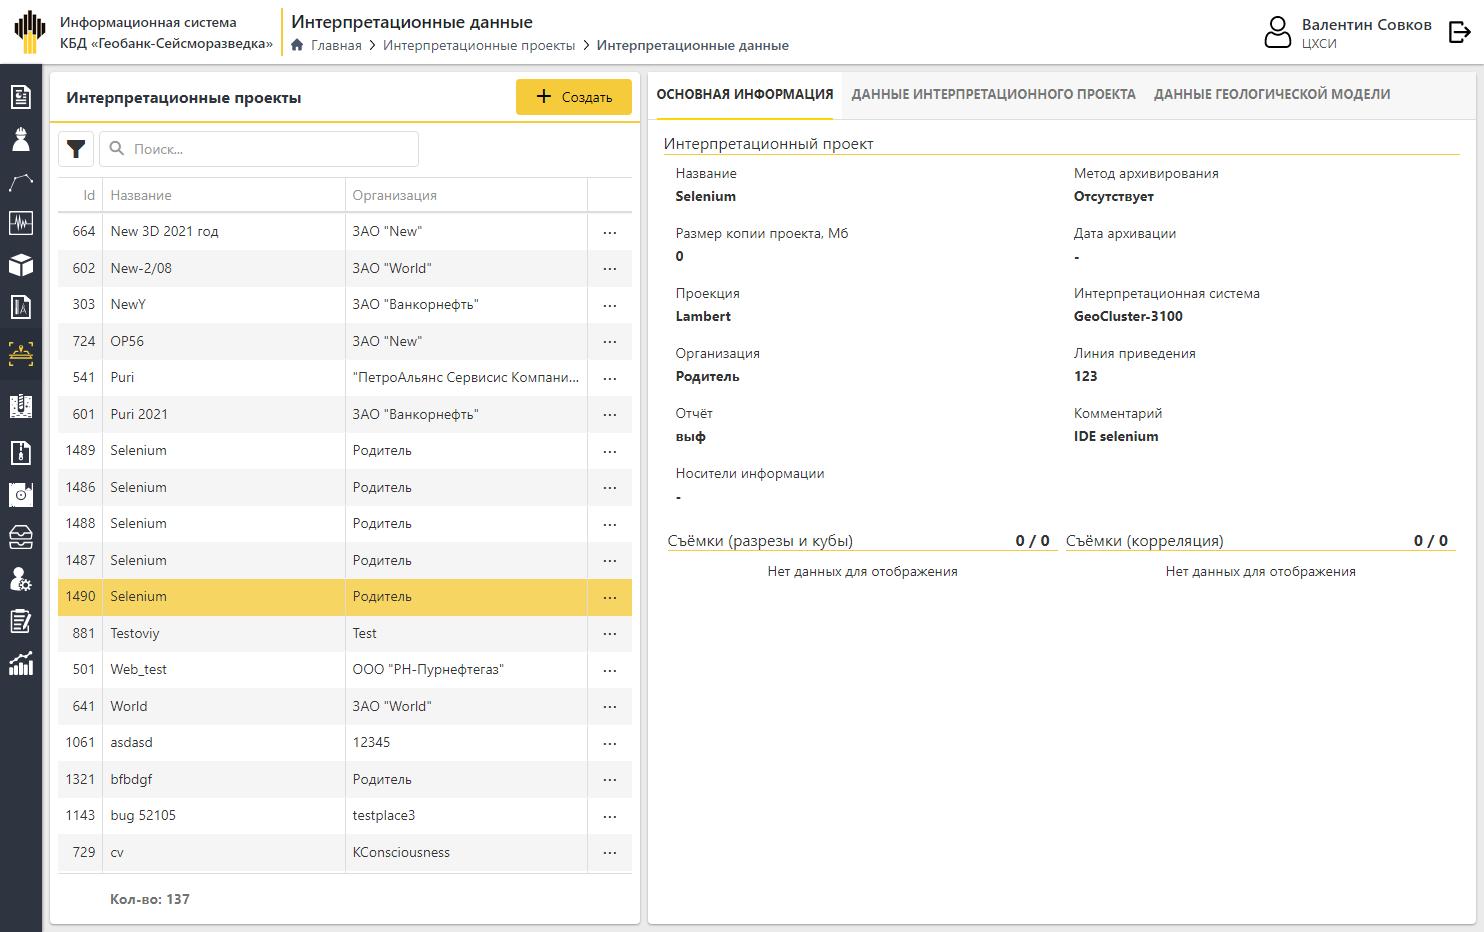 Информационная система
КБД «Геобанк-Сейсморазведка»
Интерпретационные данные
Главная > Интерпретационные проекты > Интерпретационные данные
Валентин Совков
ЦХСИ
Интерпретационные проекты
+ Создать
Поиск...
Id Название Организация
664 New 3D 2021 год ЗАО "New" ...
602 New-2/08 ЗАО "World" ...
303 NewY ЗАО "Ванкорнефть" ...
724 OP56 ЗАО "New" ...
541 Puri "ПетроАльянс Сервисис Компани... ...
601 Puri 2021 ЗАО "Ванкорнефть" ...
1489 Selenium Родитель ...
1486 Selenium Родитель ...
1488 Selenium Родитель ...
1487 Selenium Родитель ...
1490 Selenium Родитель ...
881 Testoviy Test ...
501 Web_test ООО "РН-Пурнефтегаз" ...
641 World ЗАО "World" ...
1061 asdasd 12345 ...
1321 bfbdgf Родитель ...
1143 bug 52105 testplace3 ...
729 cv KConsciousness ...
Кол-во: 137
ОСНОВНАЯ ИНФОРМАЦИЯ ДАННЫЕ ИНТЕРПРЕТАЦИОННОГО ПРОЕКТА ДАННЫЕ ГЕОЛОГИЧЕСКОЙ МОДЕЛИ
Интерпретационный проект
Название
Selenium
Метод архивирования
Отсутствует
Размер копии проекта, Мб
0
Дата архивации
-
Проекция
Lambert
Интерпретационная система
GeoCluster-3100
Организация
Родитель
Линия приведения
123
Отчёт
выф
Комментарий
IDE selenium
Носители информации
-
Съёмки (разрезы и кубы) 0 / 0
Нет данных для отображения
Съёмки (корреляция) 0 / 0
Нет данных для отображения